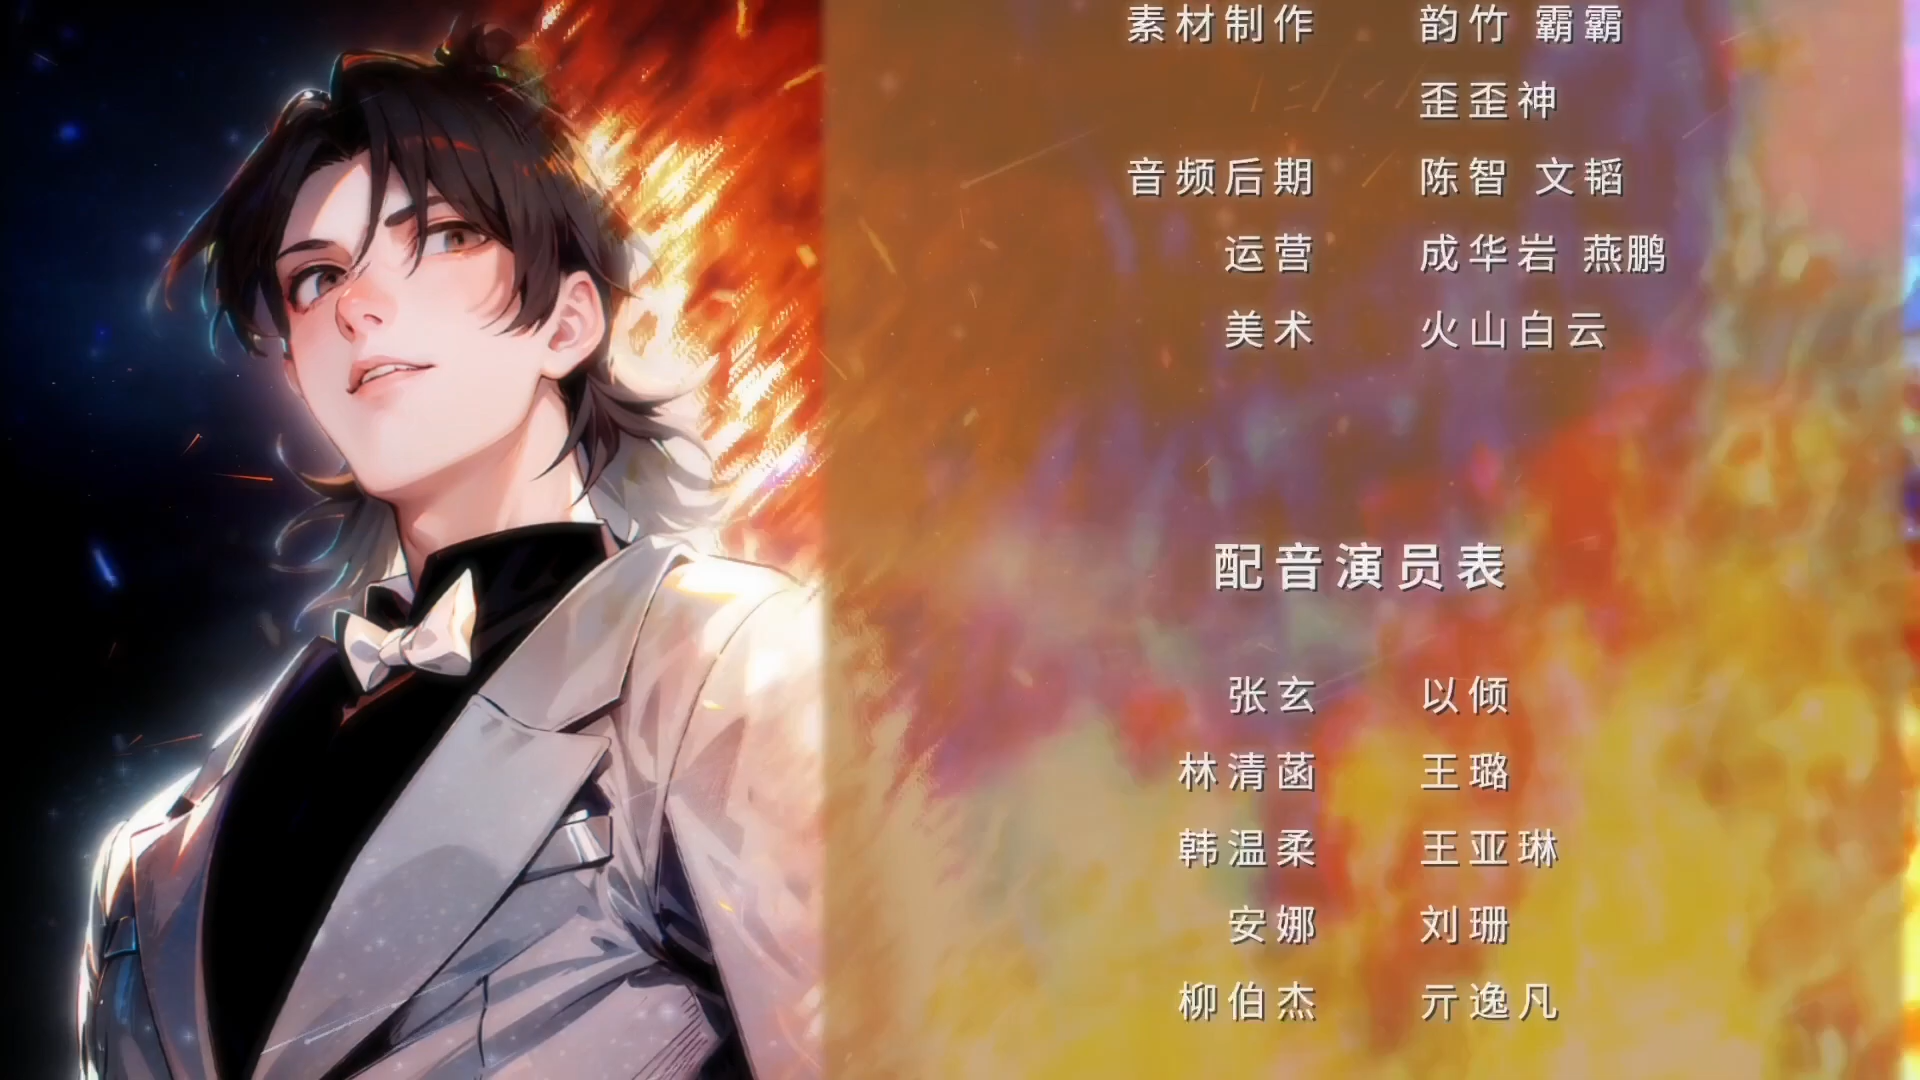 素材制作 韵竹 霸霸
歪歪神
音频后期 陈智 文韬
运营 成华岩 燕鹏
美术 火山白云
配音演员表
张玄 以倾
林清菡 王璐
韩温柔 王亚琳
安娜 刘珊
柳伯杰 亓逸凡